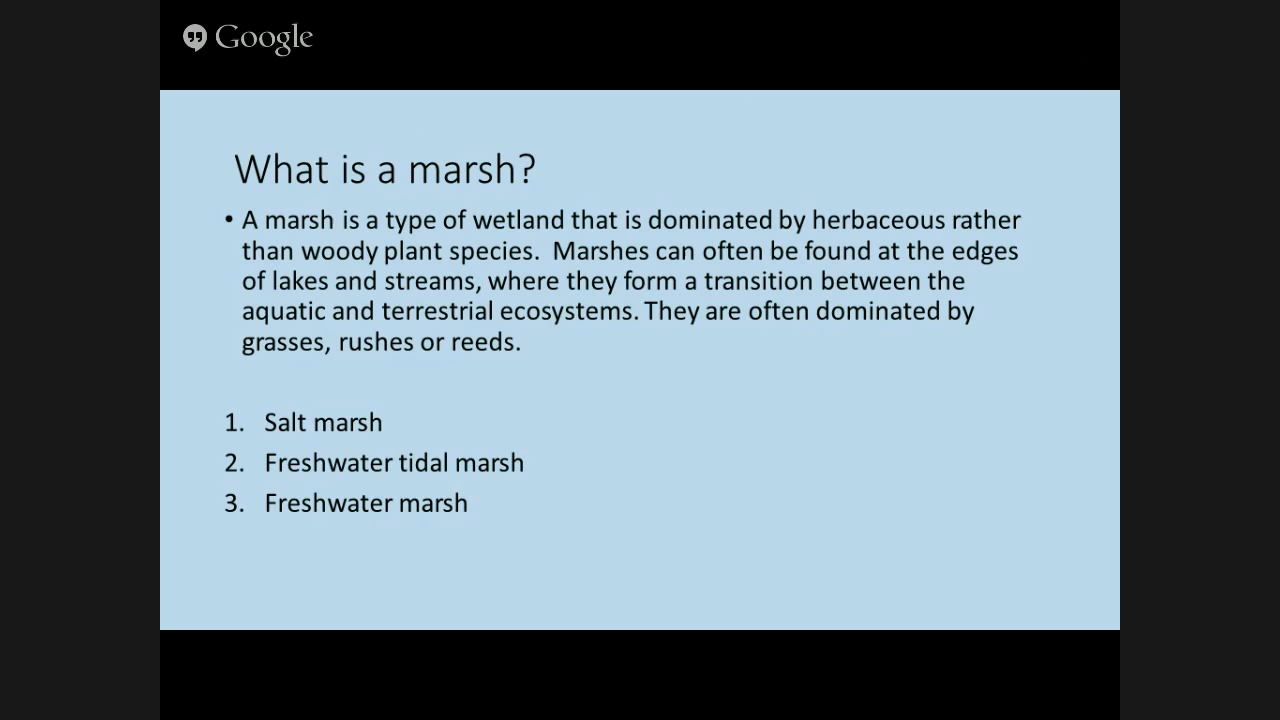 Google
What is a marsh?
• A marsh is a type of wetland that is dominated by herbaceous rather
than woody plant species.  Marshes can often be found at the edges
of lakes and streams, where they form a transition between the
aquatic and terrestrial ecosystems. They are often dominated by
grasses, rushes or reeds.
1. Salt marsh
2. Freshwater tidal marsh
3. Freshwater marsh